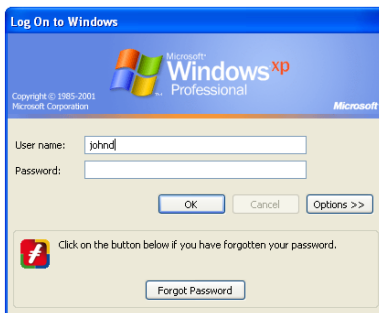 Log On to Windows
Microsoft®
Windows xp
Professional
Copyright © 1985-2001
Microsoft Corporation
Microsoft
User name: johnd
Password:
OK Cancel Options >>
Click on the button below if you have forgotten your password.
Forgot Password